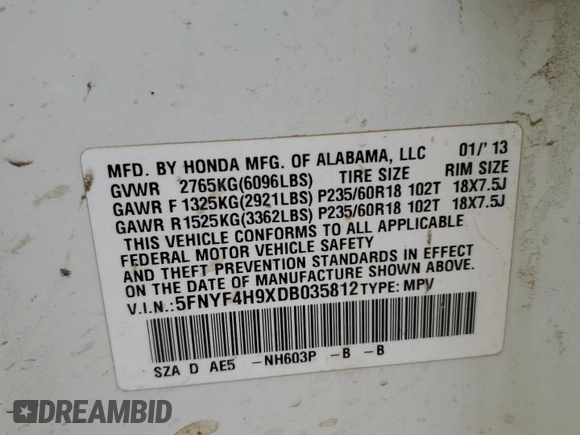 MFD. BY HONDA MFG. OF ALABAMA, LLC 01/'13
GVWR 2765KG(6096LBS) TIRE SIZE RIM SIZE
GAWR F 1325KG(2921LBS) P235/60R18 102T 18X7.5J
GAWR R1525KG(3362LBS) P235/60R18 102T 18X7.5J
THIS VEHICLE CONFORMS TO ALL APPLICABLE
FEDERAL MOTOR VEHICLE SAFETY
AND THEFT PREVENTION STANDARDS IN EFFECT
ON THE DATE OF MANUFACTURE SHOWN ABOVE.
V.I.N.:5FNYF4H9XDB035812 TYPE: MPV
SZA D AE5 -NH603P -B -B
DREAMBID